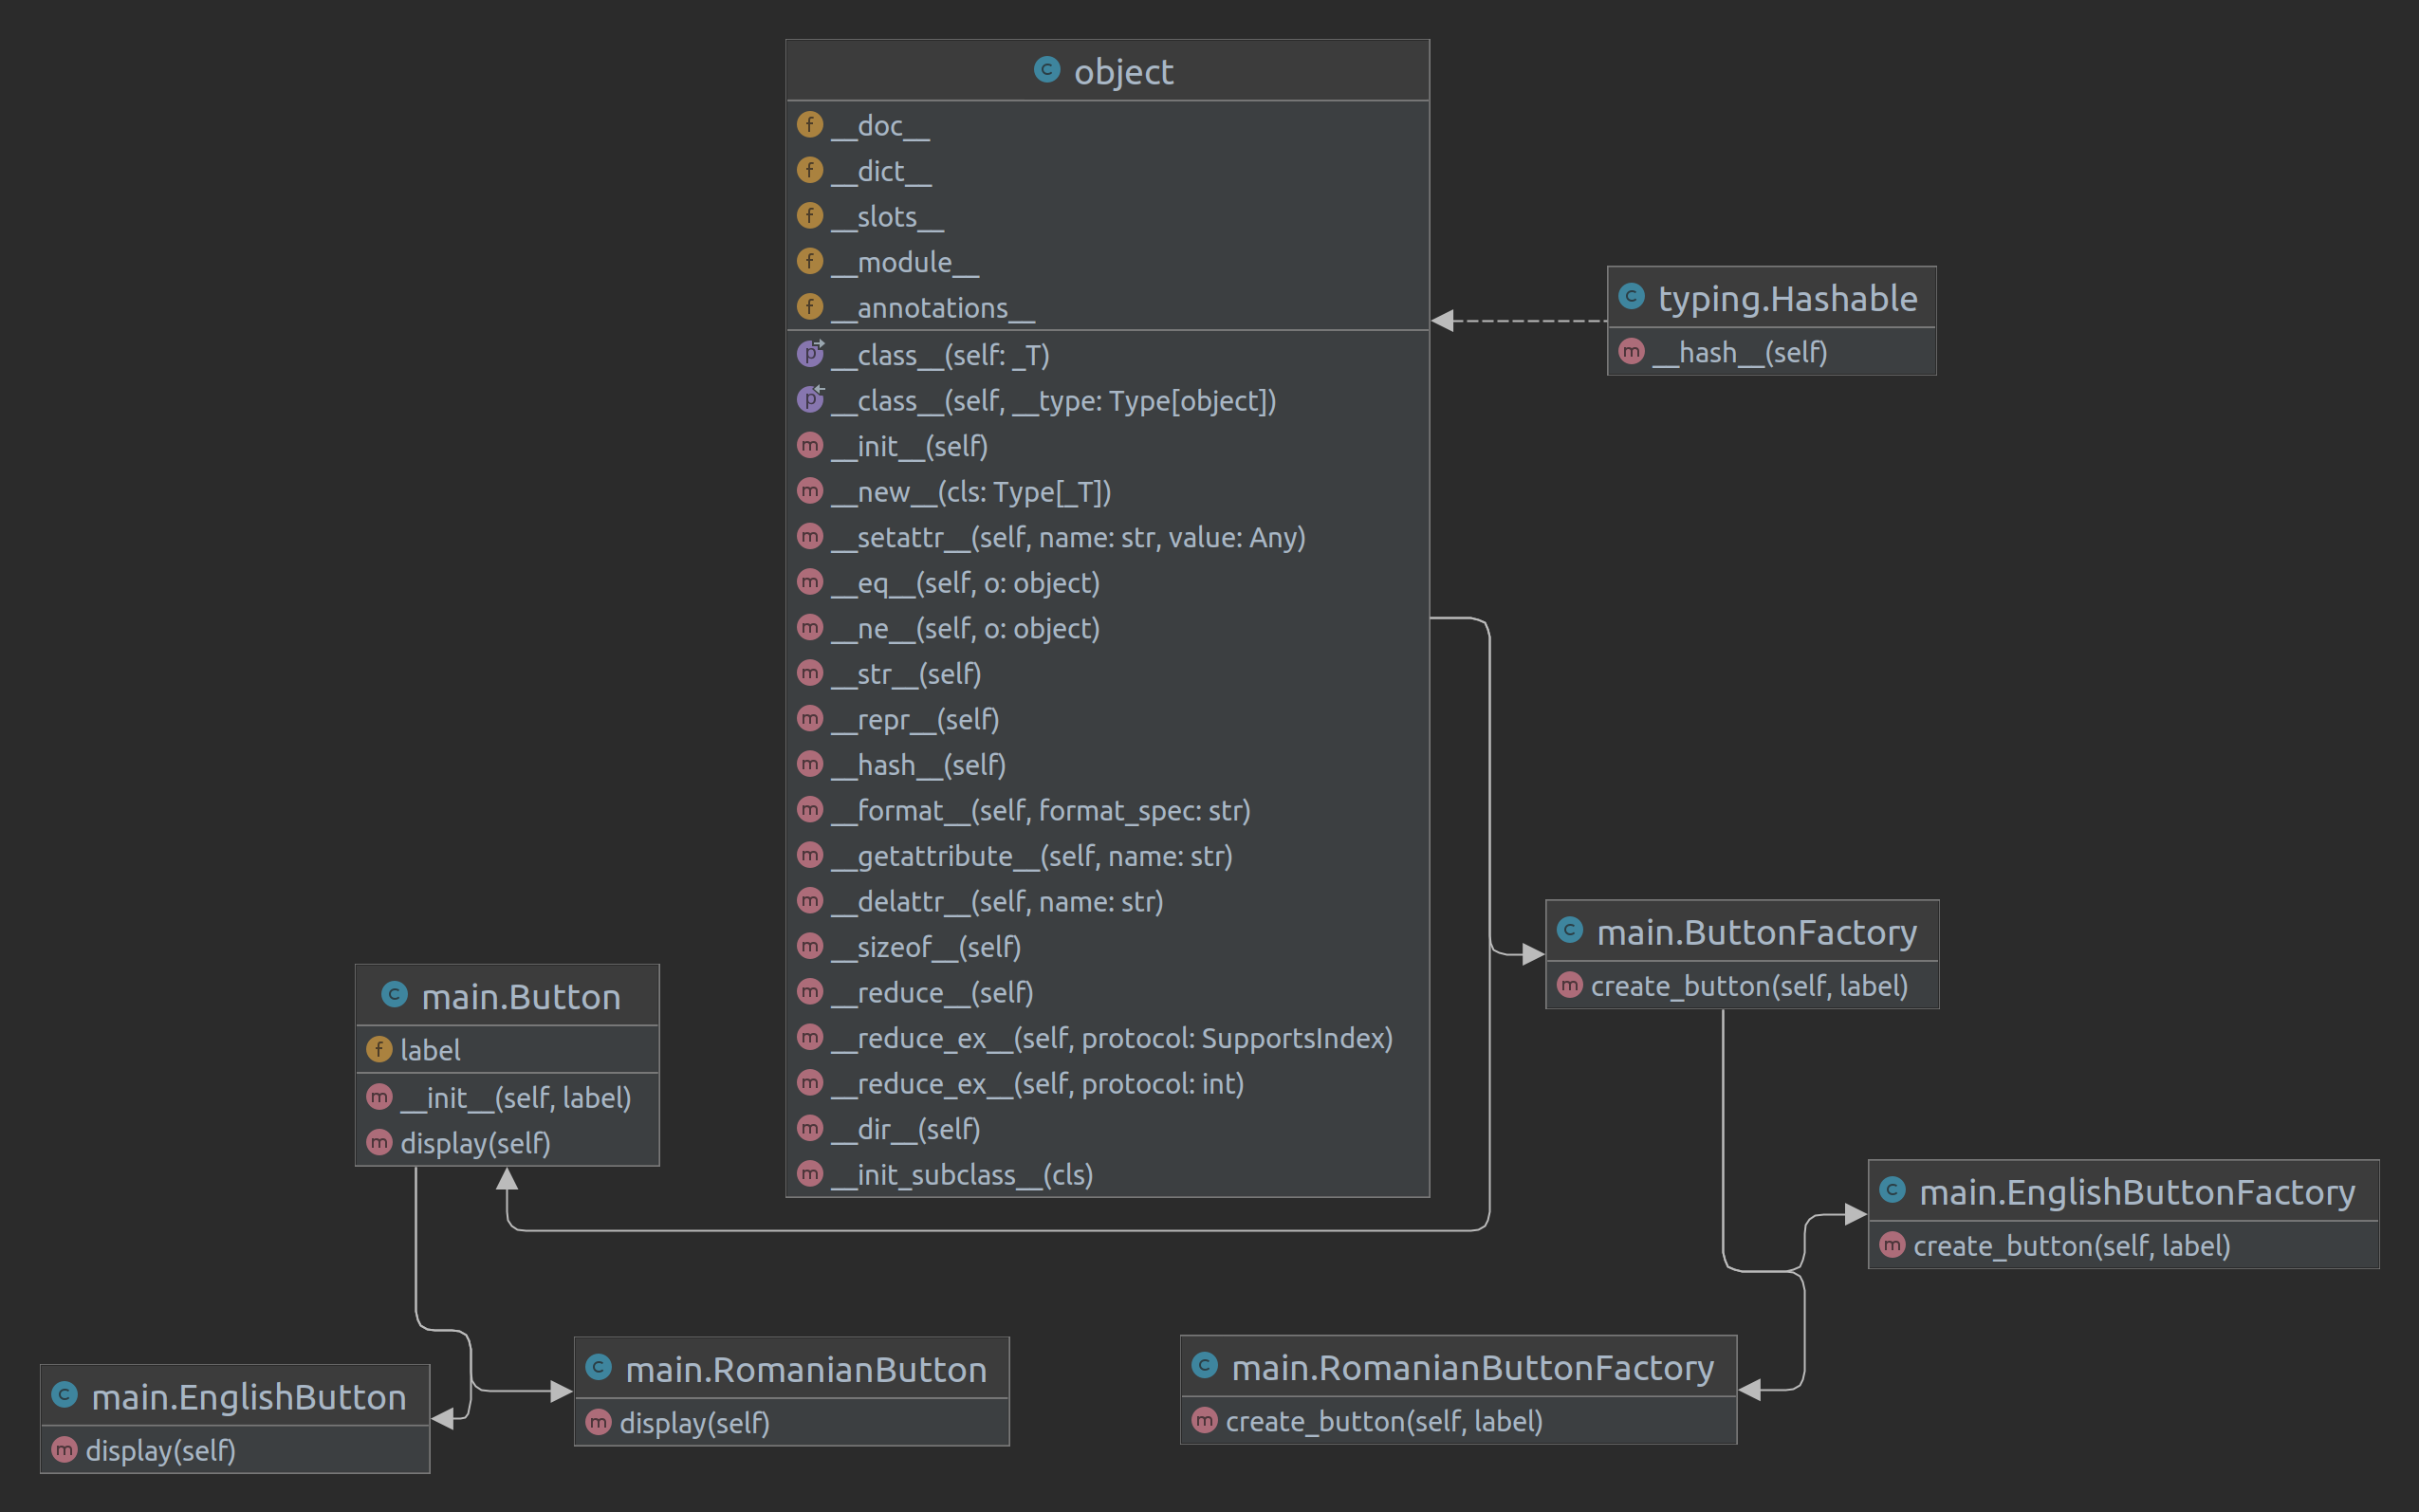 object
__doc__
__dict__
__slots__
__module__
__annotations__
__class__(self: _T)
__class__(self, __type: Type[object])
__init__(self)
__new__(cls: Type[_T])
__setattr__(self, name: str, value: Any)
__eq__(self, o: object)
__ne__(self, o: object)
__str__(self)
__repr__(self)
__hash__(self)
__format__(self, format_spec: str)
__getattribute__(self, name: str)
__delattr__(self, name: str)
__sizeof__(self)
__reduce__(self)
__reduce_ex__(self, protocol: SupportsIndex)
__reduce_ex__(self, protocol: int)
__dir__(self)
__init_subclass__(cls)
typing.Hashable
__hash__(self)
main.ButtonFactory
create_button(self, label)
main.Button
label
__init__(self, label)
display(self)
main.EnglishButtonFactory
create_button(self, label)
main.EnglishButton
display(self)
main.RomanianButton
display(self)
main.RomanianButtonFactory
create_button(self, label)